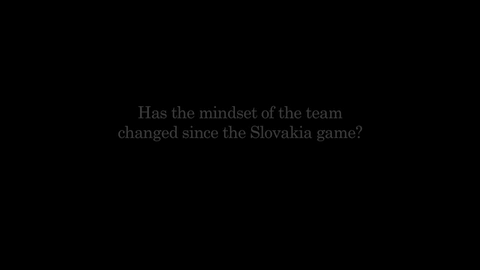 Has the mindset of the team
changed since the Slovakia game?